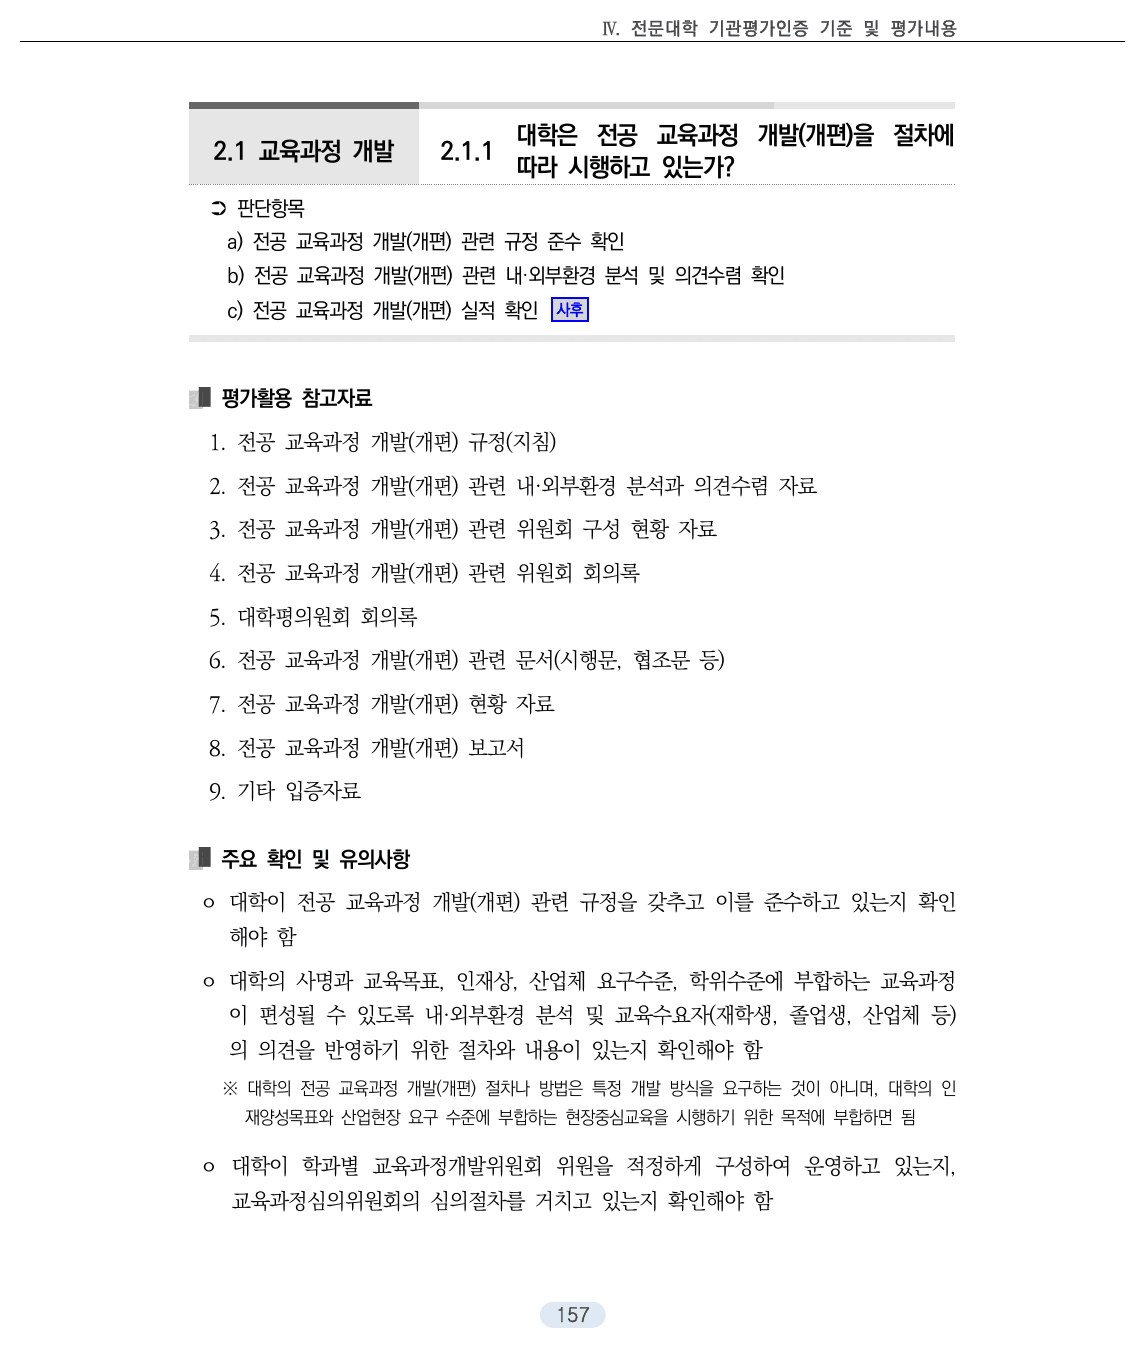 Ⅳ. 전문대학 기관평가인증 기준 및 평가내용
2.1 교육과정 개발
2.1.1
대학은 전공 교육과정 개발(개편)을 절차에
따라 시행하고 있는가?
➲ 판단항목
a) 전공 교육과정 개발(개편) 관련 규정 준수 확인
b) 전공 교육과정 개발(개편) 관련 내·외부환경 분석 및 의견수렴 확인
c) 전공 교육과정 개발(개편) 실적 확인 사후
평가활용 참고자료
1. 전공 교육과정 개발(개편) 규정(지침)
2. 전공 교육과정 개발(개편) 관련 내·외부환경 분석과 의견수렴 자료
3. 전공 교육과정 개발(개편) 관련 위원회 구성 현황 자료
4. 전공 교육과정 개발(개편) 관련 위원회 회의록
5. 대학평의원회 회의록
6. 전공 교육과정 개발(개편) 관련 문서(시행문, 협조문 등)
7. 전공 교육과정 개발(개편) 현황 자료
8. 전공 교육과정 개발(개편) 보고서
9. 기타 입증자료
주요 확인 및 유의사항
ㅇ 대학이 전공 교육과정 개발(개편) 관련 규정을 갖추고 이를 준수하고 있는지 확인
해야 함
ㅇ 대학의 사명과 교육목표, 인재상, 산업체 요구수준, 학위수준에 부합하는 교육과정
이 편성될 수 있도록 내·외부환경 분석 및 교육수요자(재학생, 졸업생, 산업체 등)
의 의견을 반영하기 위한 절차와 내용이 있는지 확인해야 함
※ 대학의 전공 교육과정 개발(개편) 절차나 방법은 특정 개발 방식을 요구하는 것이 아니며, 대학의 인
재양성목표와 산업현장 요구 수준에 부합하는 현장중심교육을 시행하기 위한 목적에 부합하면 됨
ㅇ 대학이 학과별 교육과정개발위원회 위원을 적정하게 구성하여 운영하고 있는지,
교육과정심의위원회의 심의절차를 거치고 있는지 확인해야 함
157